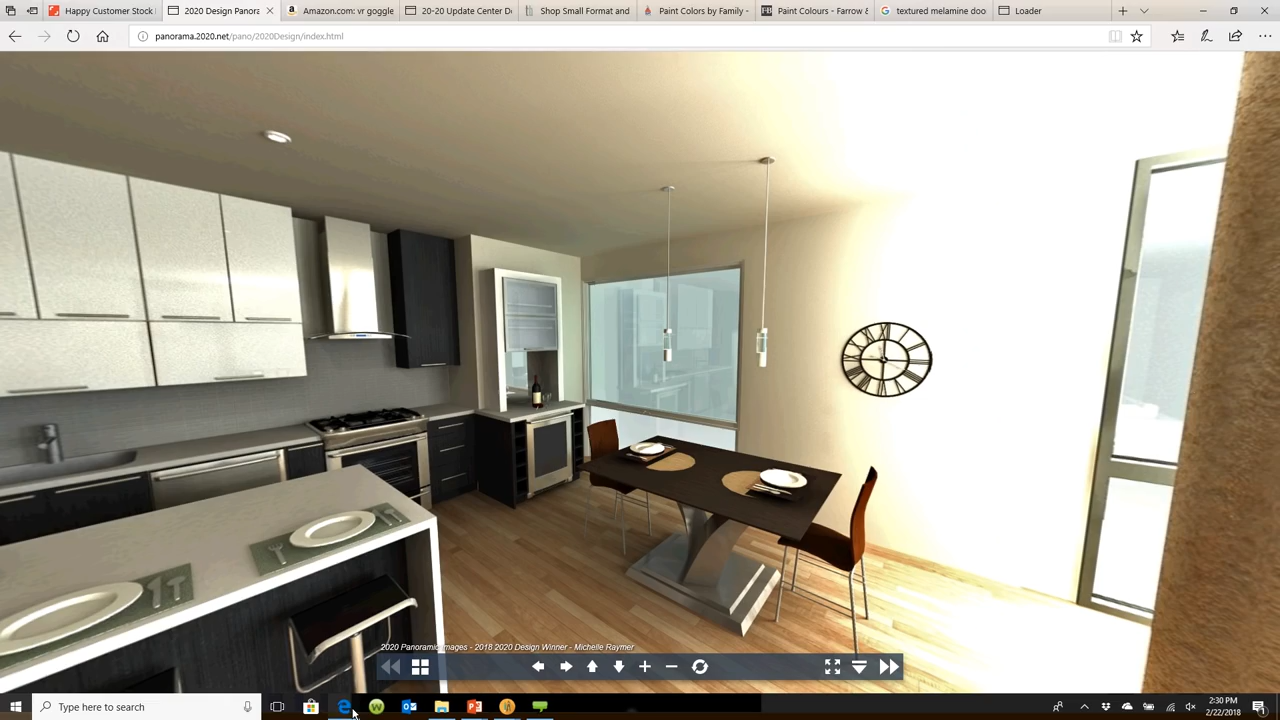 Happy Customer Stock
2020 Design Panora
Amazon.com: vr goggle
20-20 Update Center D
Shop Small Format and
Paint Colors by Family -
Paint Colours - Farrow &
textured melamine doo
Loader
panorama.2020.net/pano/2020Design/index.html
2020 Panoramic Images - 2018 2020 Design Winner - Michelle Raymer
Type here to search
2:30 PM
2/22/2018